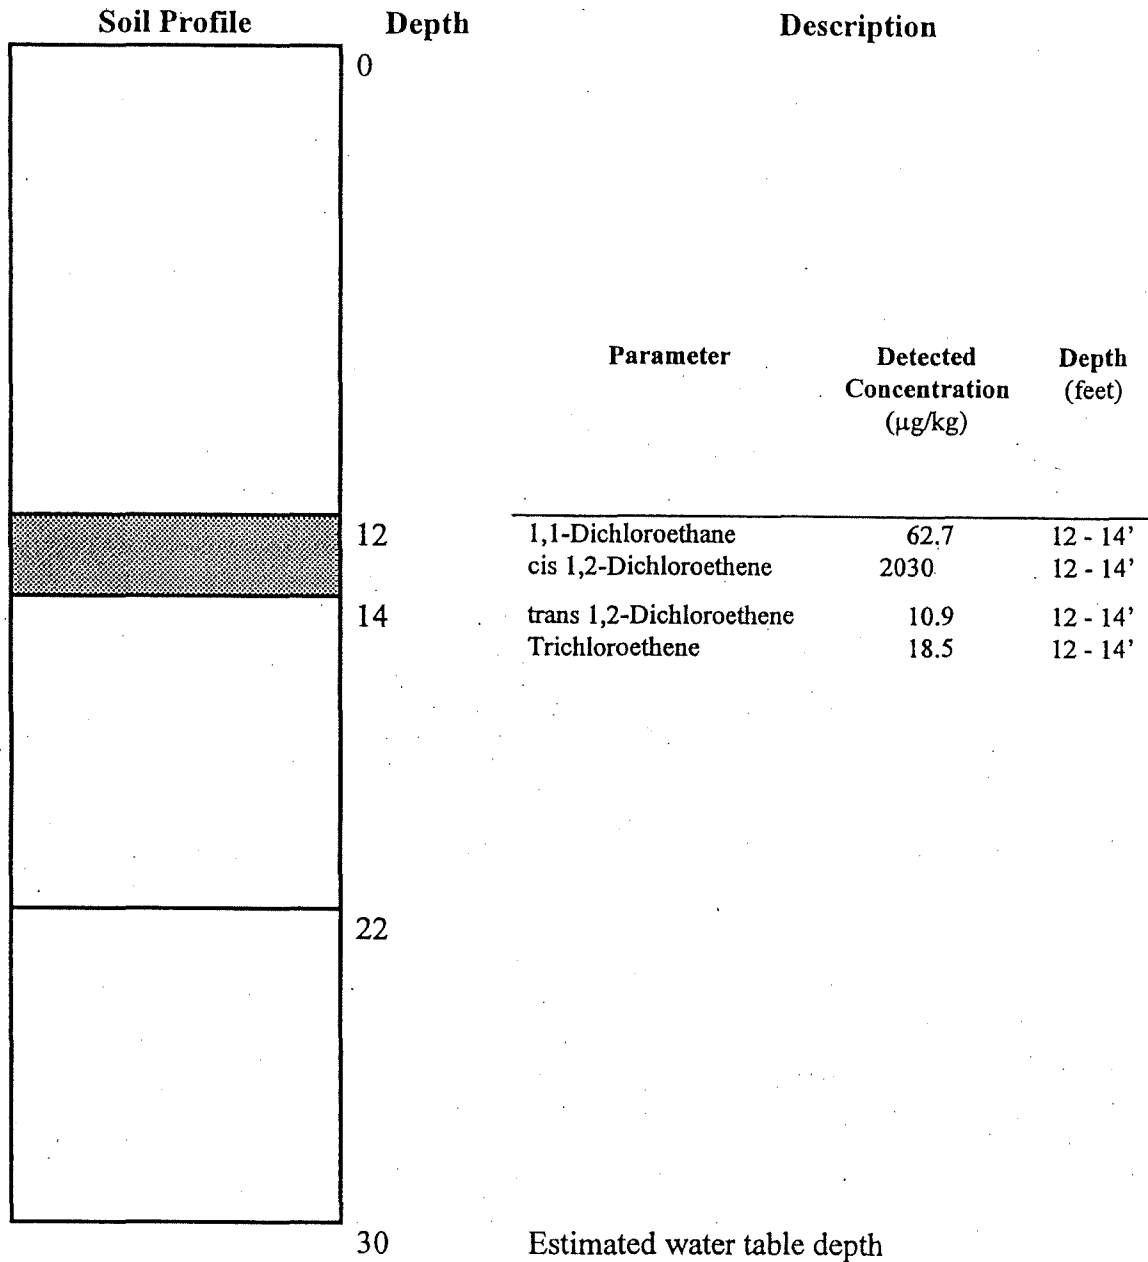 Soil Profile Depth Description
0
Parameter Detected Depth
Concentration (feet)
(µg/kg)
12 1,1-Dichloroethane 62.7 12 - 14'
cis 1,2-Dichloroethene 2030 12 - 14'
14 trans 1,2-Dichloroethene 10.9 12 - 14'
Trichloroethene 18.5 12 - 14'
22
30 Estimated water table depth